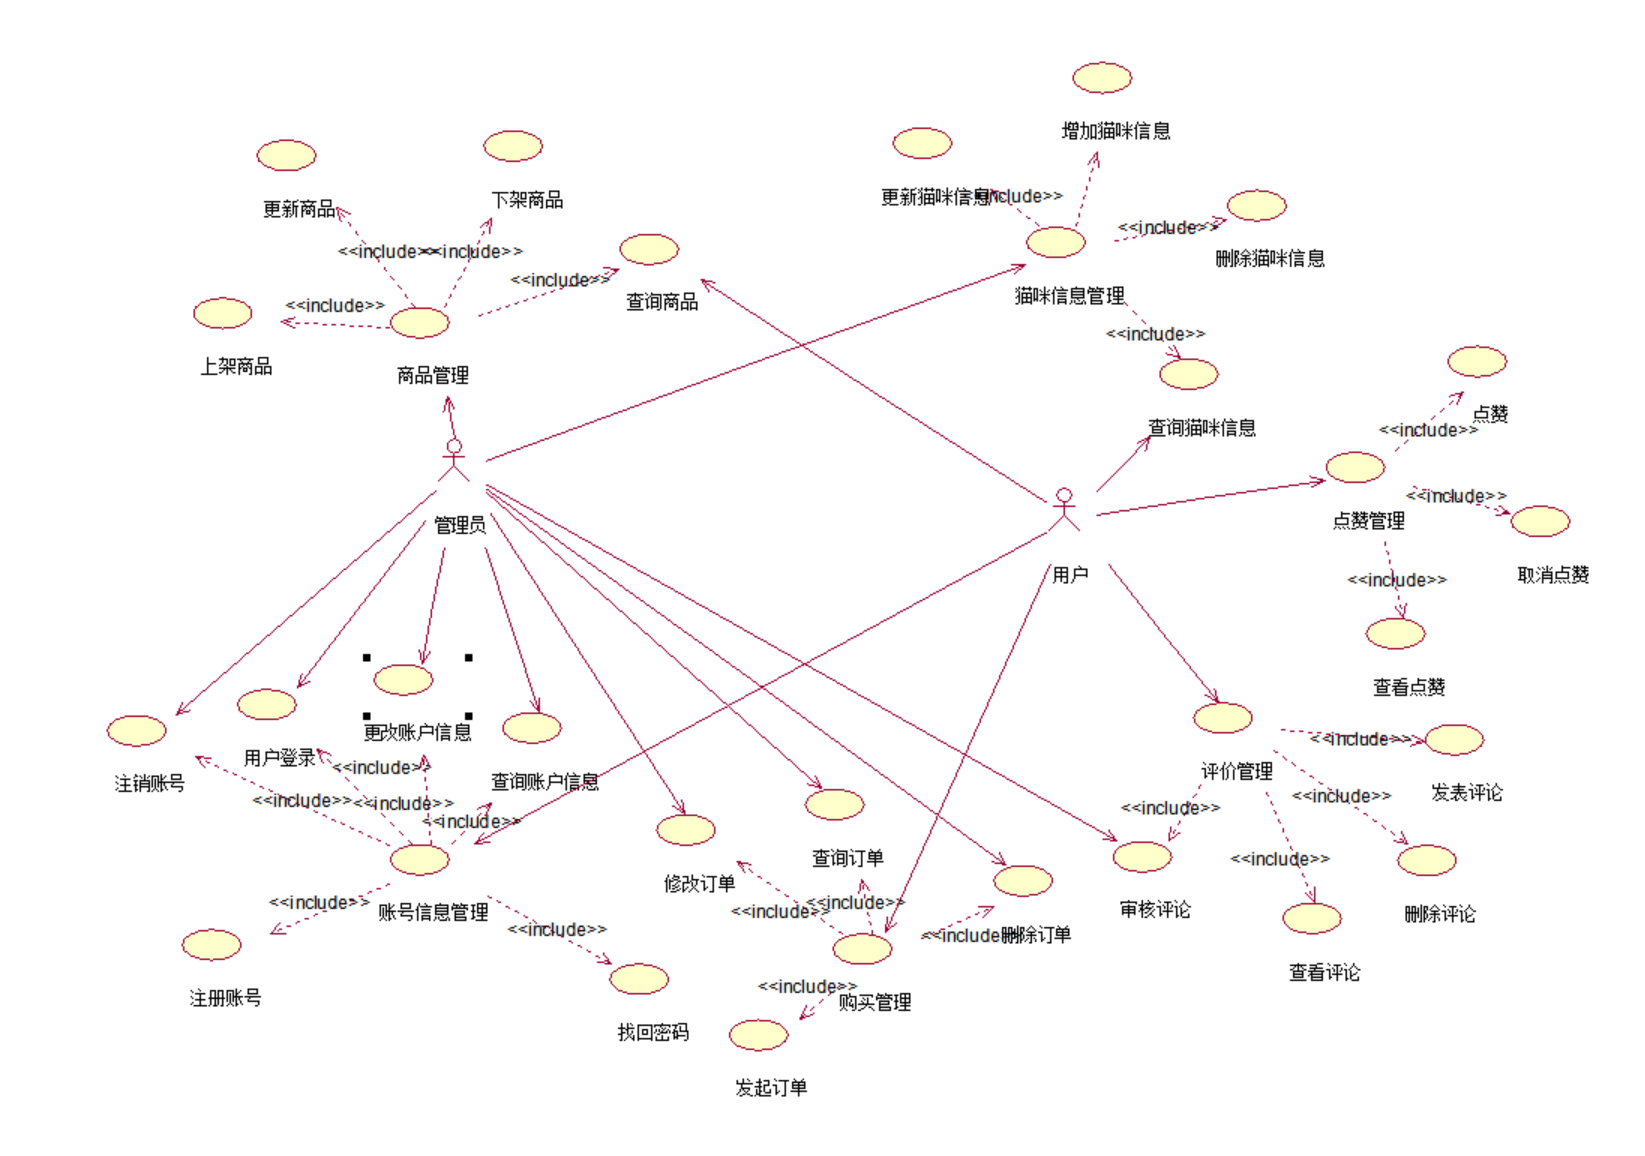 增加猫咪信息
更新猫咪信息
<<include>>
下架商品
更新商品
<<include>>
删除猫咪信息
<<include>>
<<include>>
<<include>>
查询商品
猫咪信息管理
<<include>>
<<include>>
上架商品
商品管理
查询猫咪信息
点赞
<<include>>
<<include>>
点赞管理
管理员
用户
取消点赞
<<include>>
查看点赞
更改账户信息
用户登录
<<include>>
注销账号
查询账户信息
<<include>>
<<include>>
<<include>>
<<include>>
评价管理
发表评论
<<include>>
<<include>>
查询订单
修改订单
<<include>>
审核评论
删除评论
<<include>>
账号信息管理
<<include>>
<<include>>
<<include>>
<<include>>
删除订单
查看评论
注册账号
<<include>>
购买管理
找回密码
发起订单